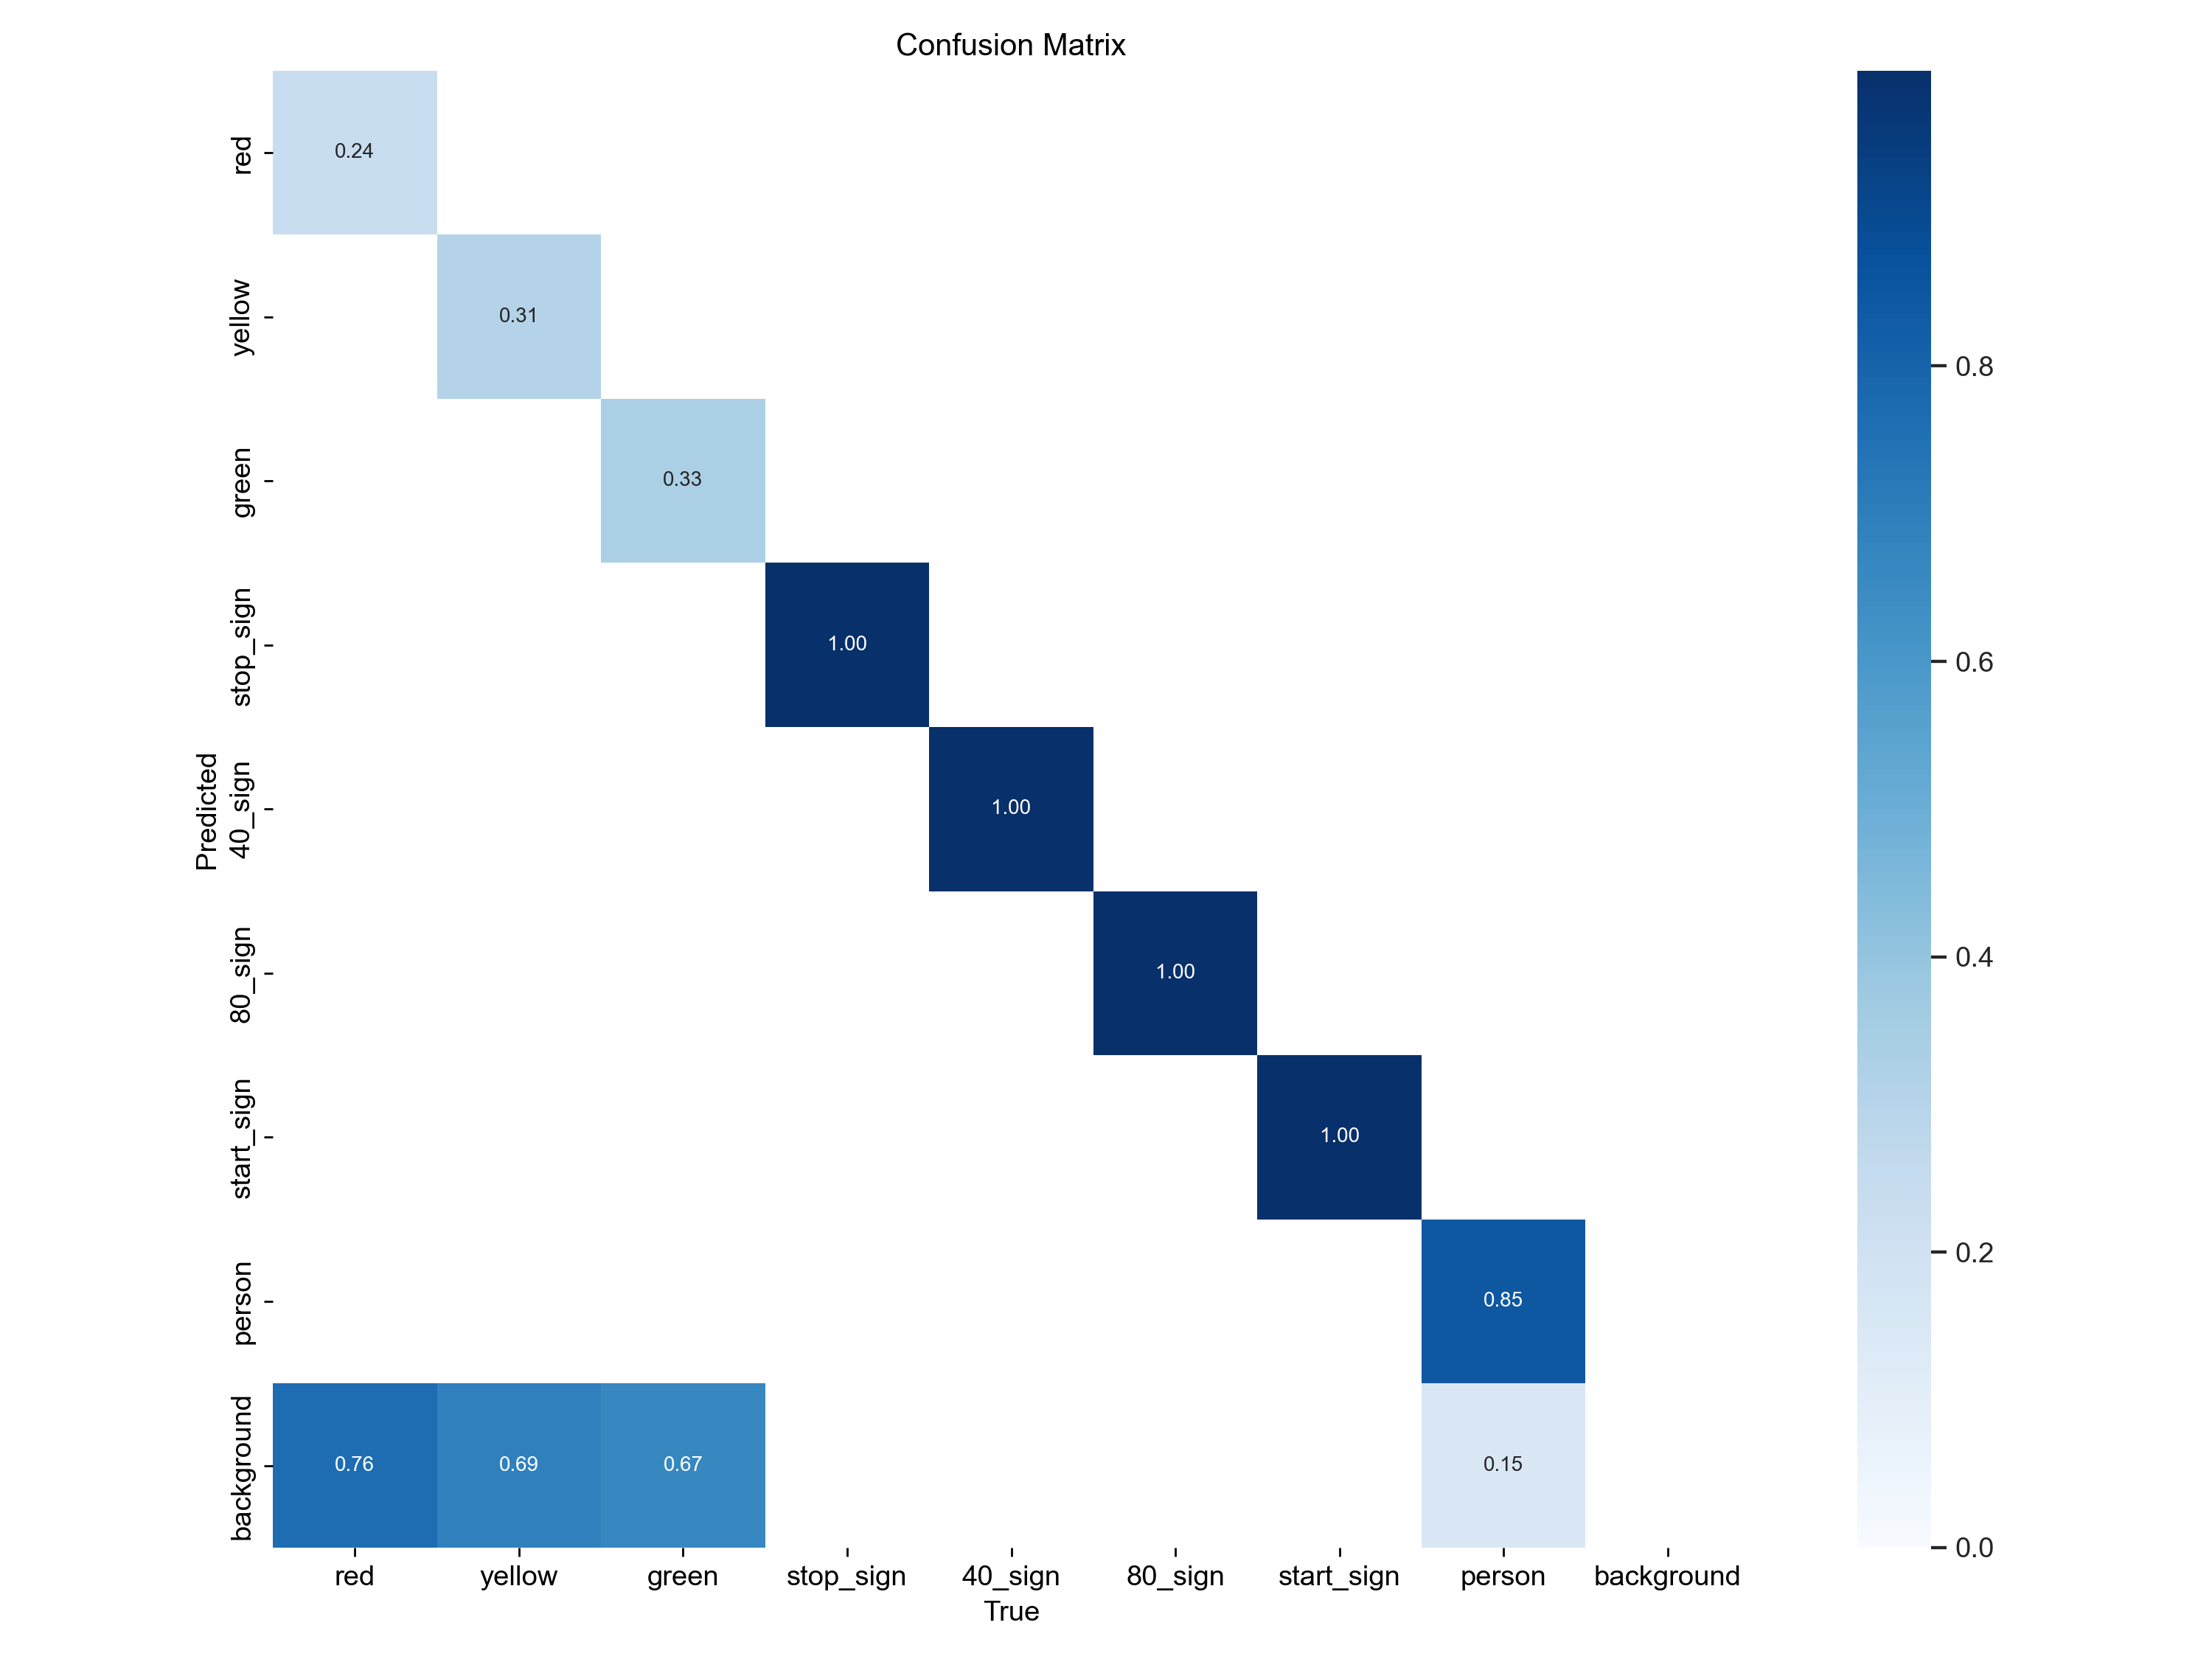 Confusion Matrix
red
0.24
yellow
0.31
0.8
green
0.33
stop_sign
1.00
0.6
Predicted
40_sign
1.00
80_sign
1.00
0.4
start_sign
1.00
person
0.85
0.2
background
0.76 0.69 0.67 0.15
0.0
red yellow green stop_sign 40_sign 80_sign start_sign person background
True